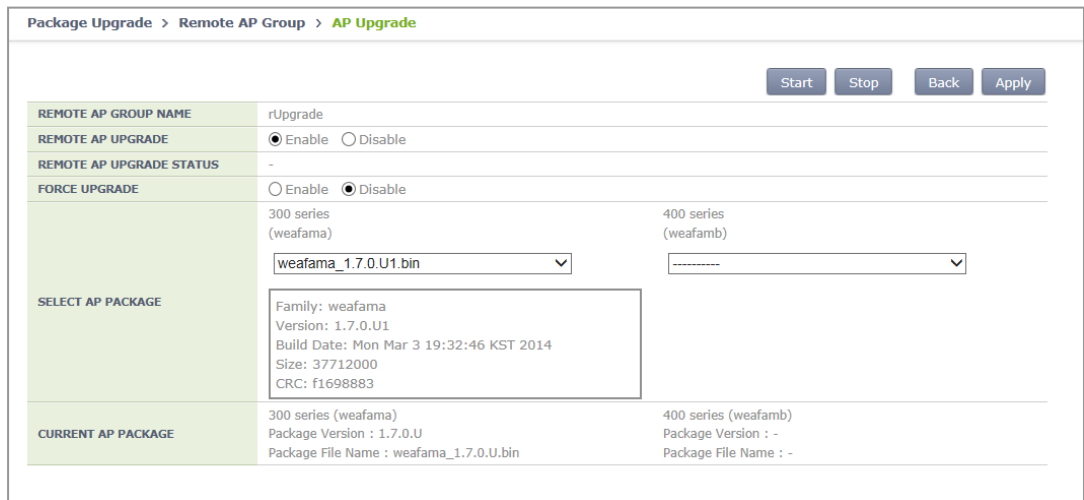 Package Upgrade > Remote AP Group > AP Upgrade
Start Stop Back Apply
REMOTE AP GROUP NAME rUpgrade
REMOTE AP UPGRADE Enable Disable
REMOTE AP UPGRADE STATUS -
FORCE UPGRADE Enable Disable
300 series 400 series
(weafama) (weafamb)
weafama_1.7.0.U1.bin ----------
SELECT AP PACKAGE
Family: weafama
Version: 1.7.0.U1
Build Date: Mon Mar 3 19:32:46 KST 2014
Size: 37712000
CRC: f1698883
CURRENT AP PACKAGE
300 series (weafama) 400 series (weafamb)
Package Version : 1.7.0.U Package Version : -
Package File Name : weafama_1.7.0.U.bin Package File Name : -